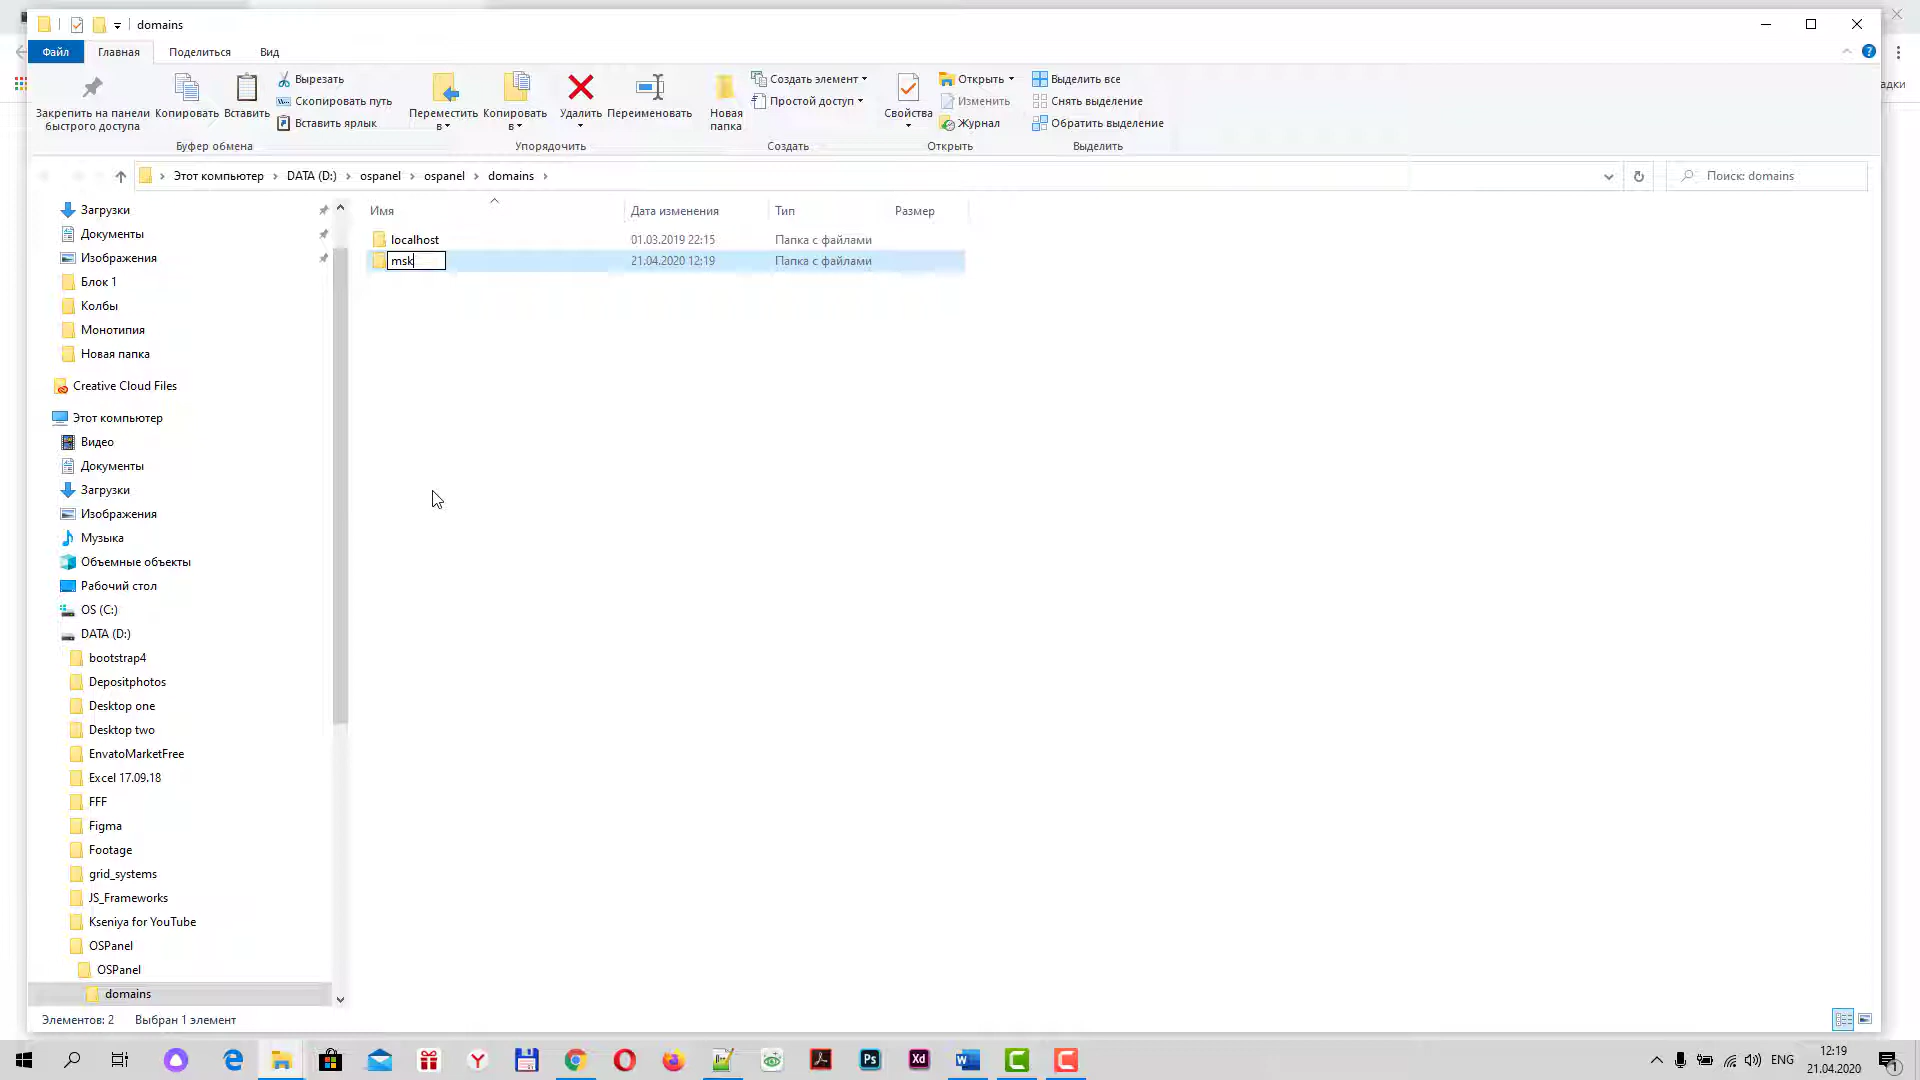 domains
Файл
Главная
Поделиться
Вид
Закрепить на панели быстрого доступа
Копировать
Вставить
Вырезать
Скопировать путь
Вставить ярлык
Буфер обмена
Переместить в
Копировать в
Удалить
Переименовать
Упорядочить
Новая папка
Создать элемент
Простой доступ
Создать
Свойства
Открыть
Изменить
Журнал
Открыть
Выделить все
Снять выделение
Обратить выделение
Выделить
Этот компьютер
DATA (D:)
ospanel
ospanel
domains
Поиск: domains
Имя
Дата изменения
Тип
Размер
localhost
01.03.2019 22:15
Папка с файлами
msk
21.04.2020 12:19
Папка с файлами
Загрузки
Документы
Изображения
Блок 1
Колбы
Монотипия
Новая папка
Creative Cloud Files
Этот компьютер
Видео
Документы
Загрузки
Изображения
Музыка
Объемные объекты
Рабочий стол
OS (C:)
DATA (D:)
bootstrap4
Depositphotos
Desktop one
Desktop two
EnvatoMarketFree
Excel 17.09.18
FFF
Figma
Footage
grid_systems
JS_Frameworks
Kseniya for YouTube
OSPanel
OSPanel
domains
Элементов: 2
Выбран 1 элемент
Ps
Xd
ENG
12:19
21.04.2020
1